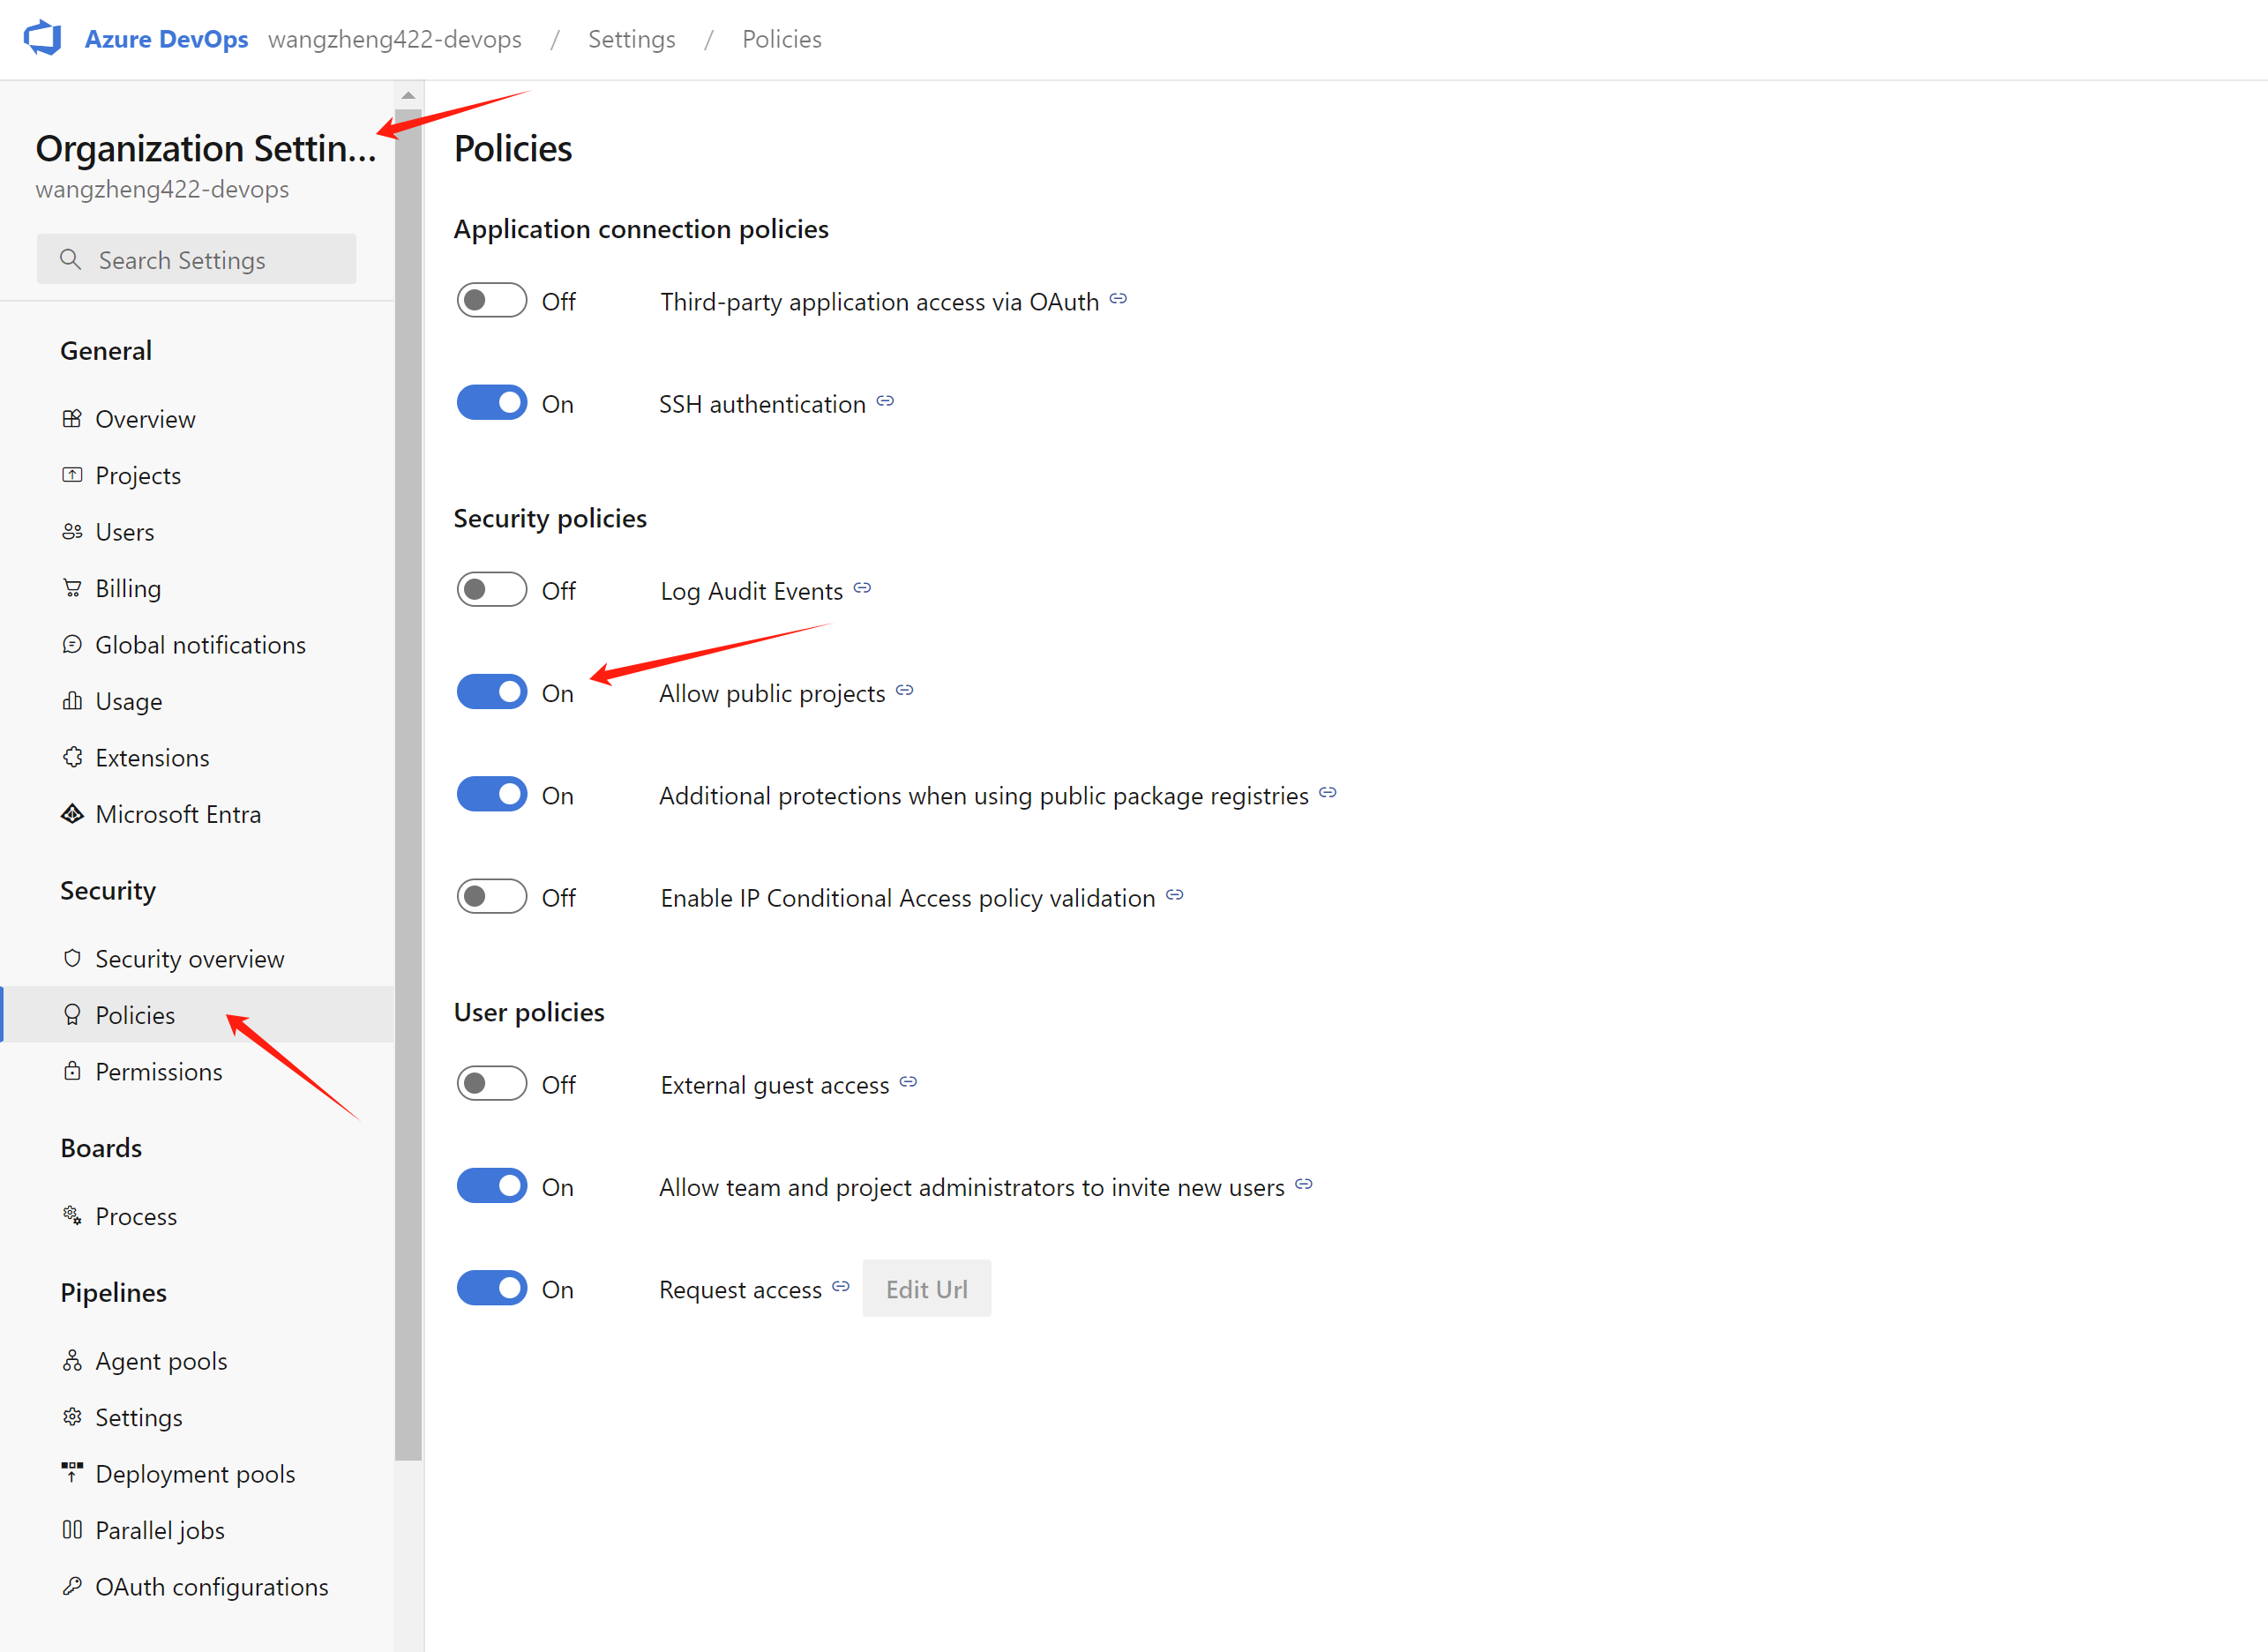 Azure DevOps wangzheng422-devops / Settings / Policies
Organization Settin...
wangzheng422-devops
Search Settings
General
Overview
Projects
Users
Billing
Global notifications
Usage
Extensions
Microsoft Entra
Security
Security overview
Policies
Permissions
Boards
Process
Pipelines
Agent pools
Settings
Deployment pools
Parallel jobs
OAuth configurations
Policies
Application connection policies
Off Third-party application access via OAuth
On SSH authentication
Security policies
Off Log Audit Events
On Allow public projects
On Additional protections when using public package registries
Off Enable IP Conditional Access policy validation
User policies
Off External guest access
On Allow team and project administrators to invite new users
On Request access Edit Url